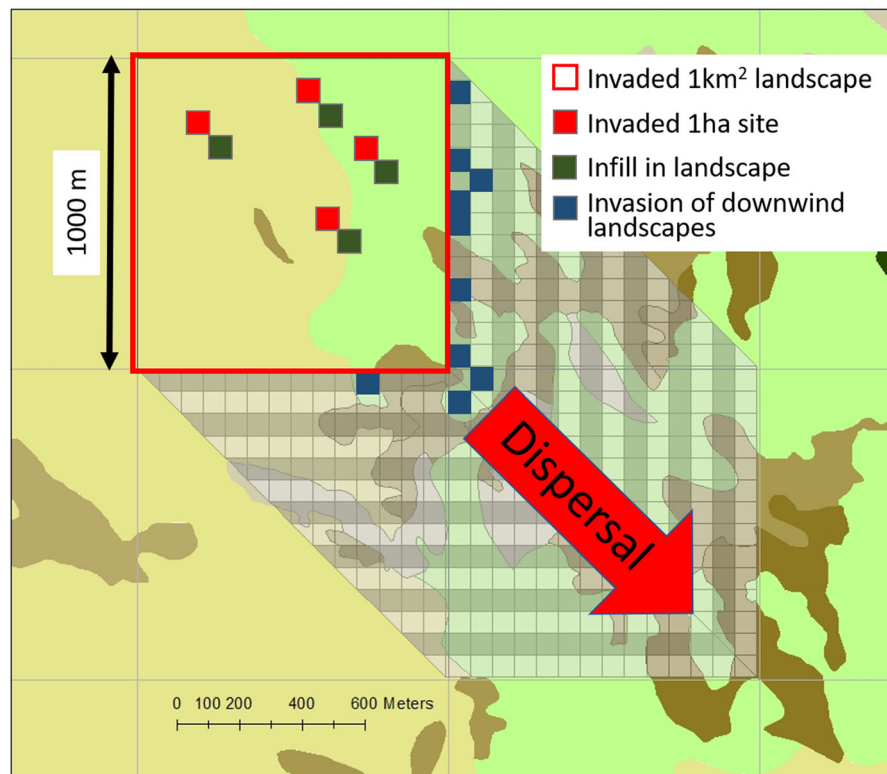 Invaded 1km² landscape
Invaded 1ha site
Infill in landscape
Invasion of downwind
landscapes
1000 m
Dispersal
0 100 200 400 600 Meters